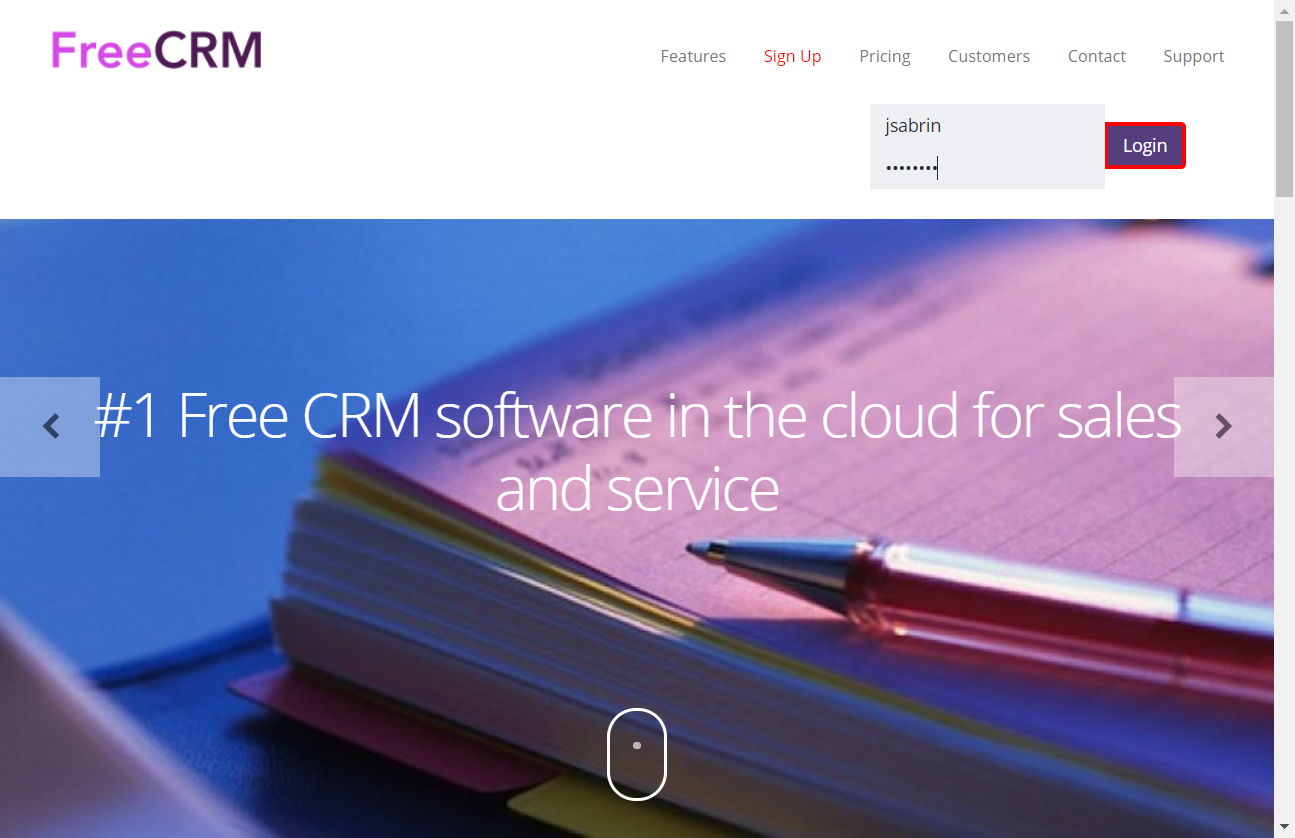 FreeCRM
Features Sign Up Pricing Customers Contact Support
jsabrin
••••••••
Login
#1 Free CRM software in the cloud for sales
and service